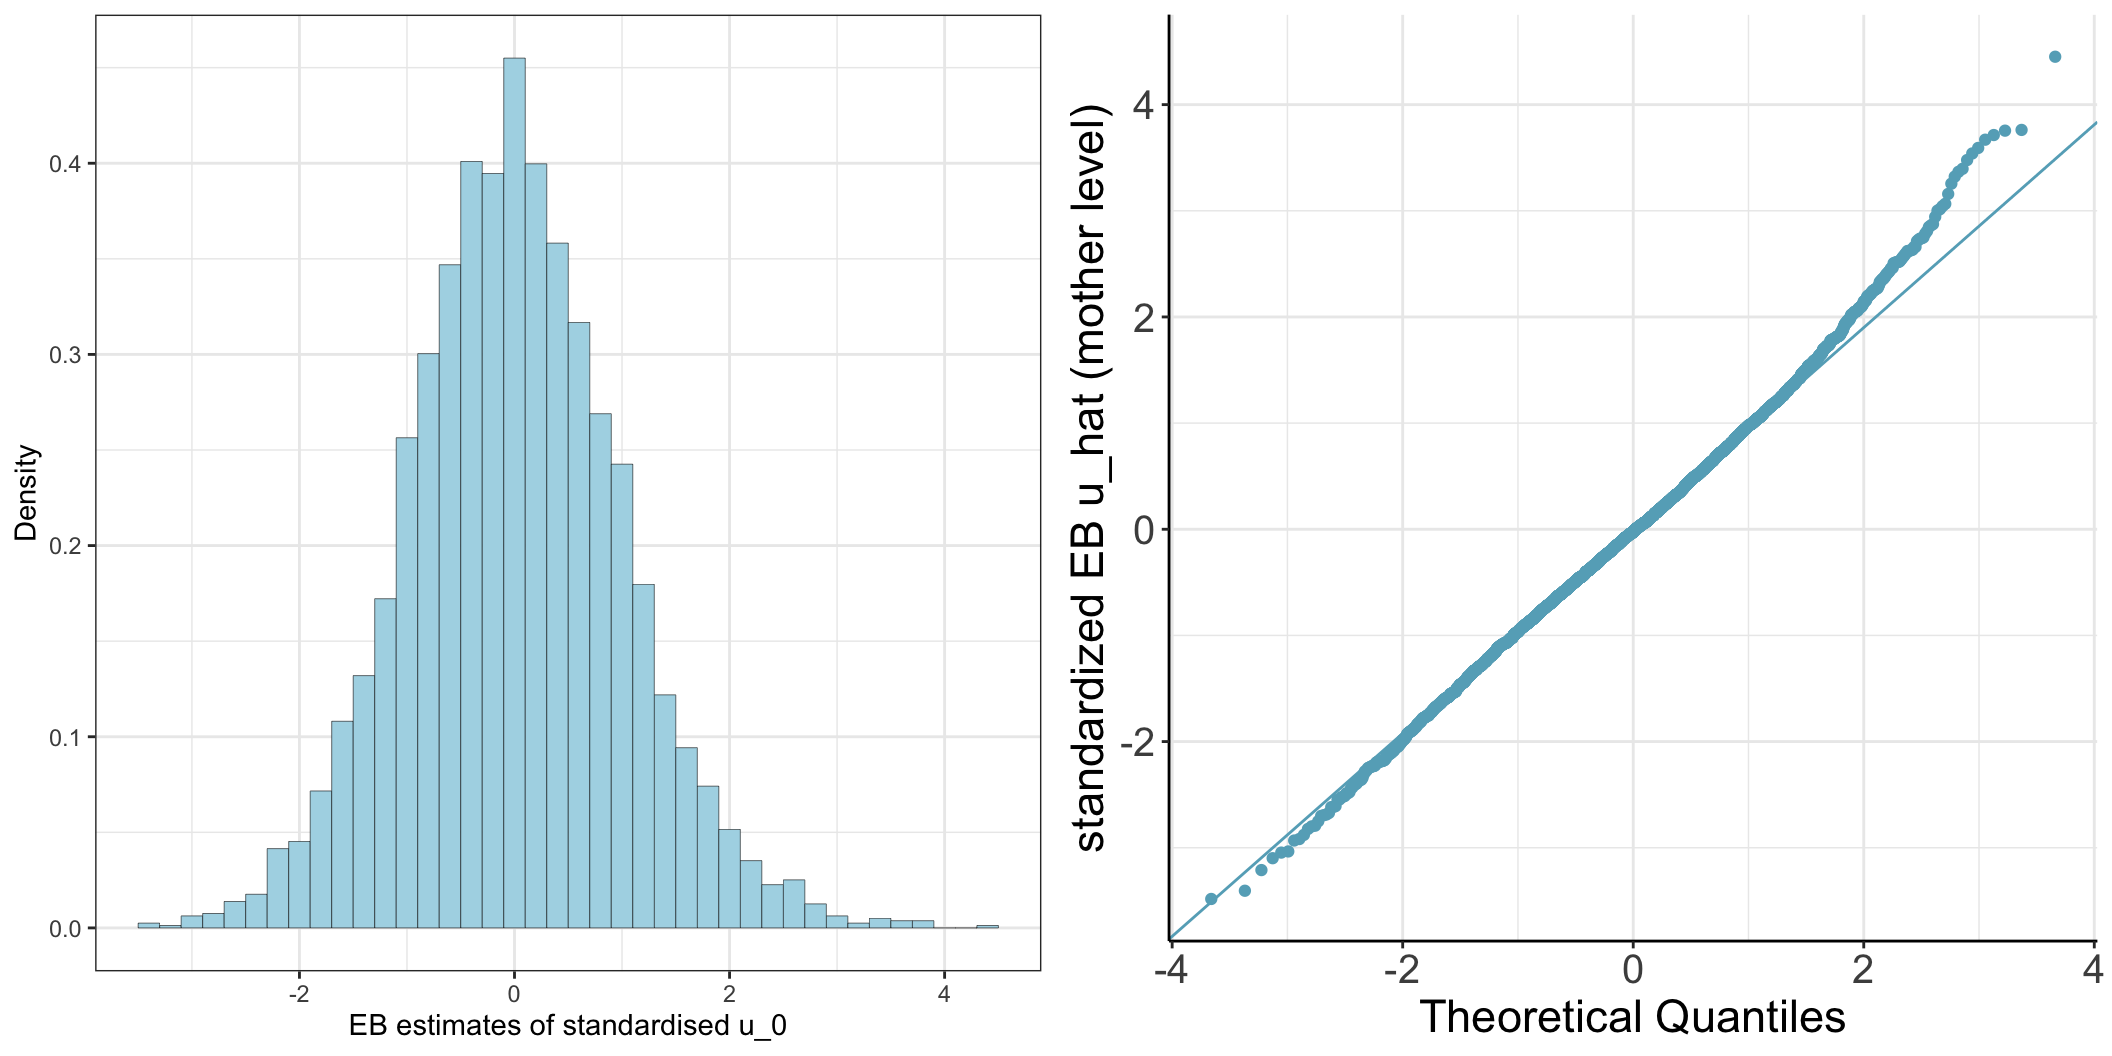 Density
0.4
0.3
0.2
0.1
0.0
-2 0 2 4
EB estimates of standardised u_0
standardized EB u_hat (mother level)
4
2
0
-2
-4 -2 0 2 4
Theoretical Quantiles